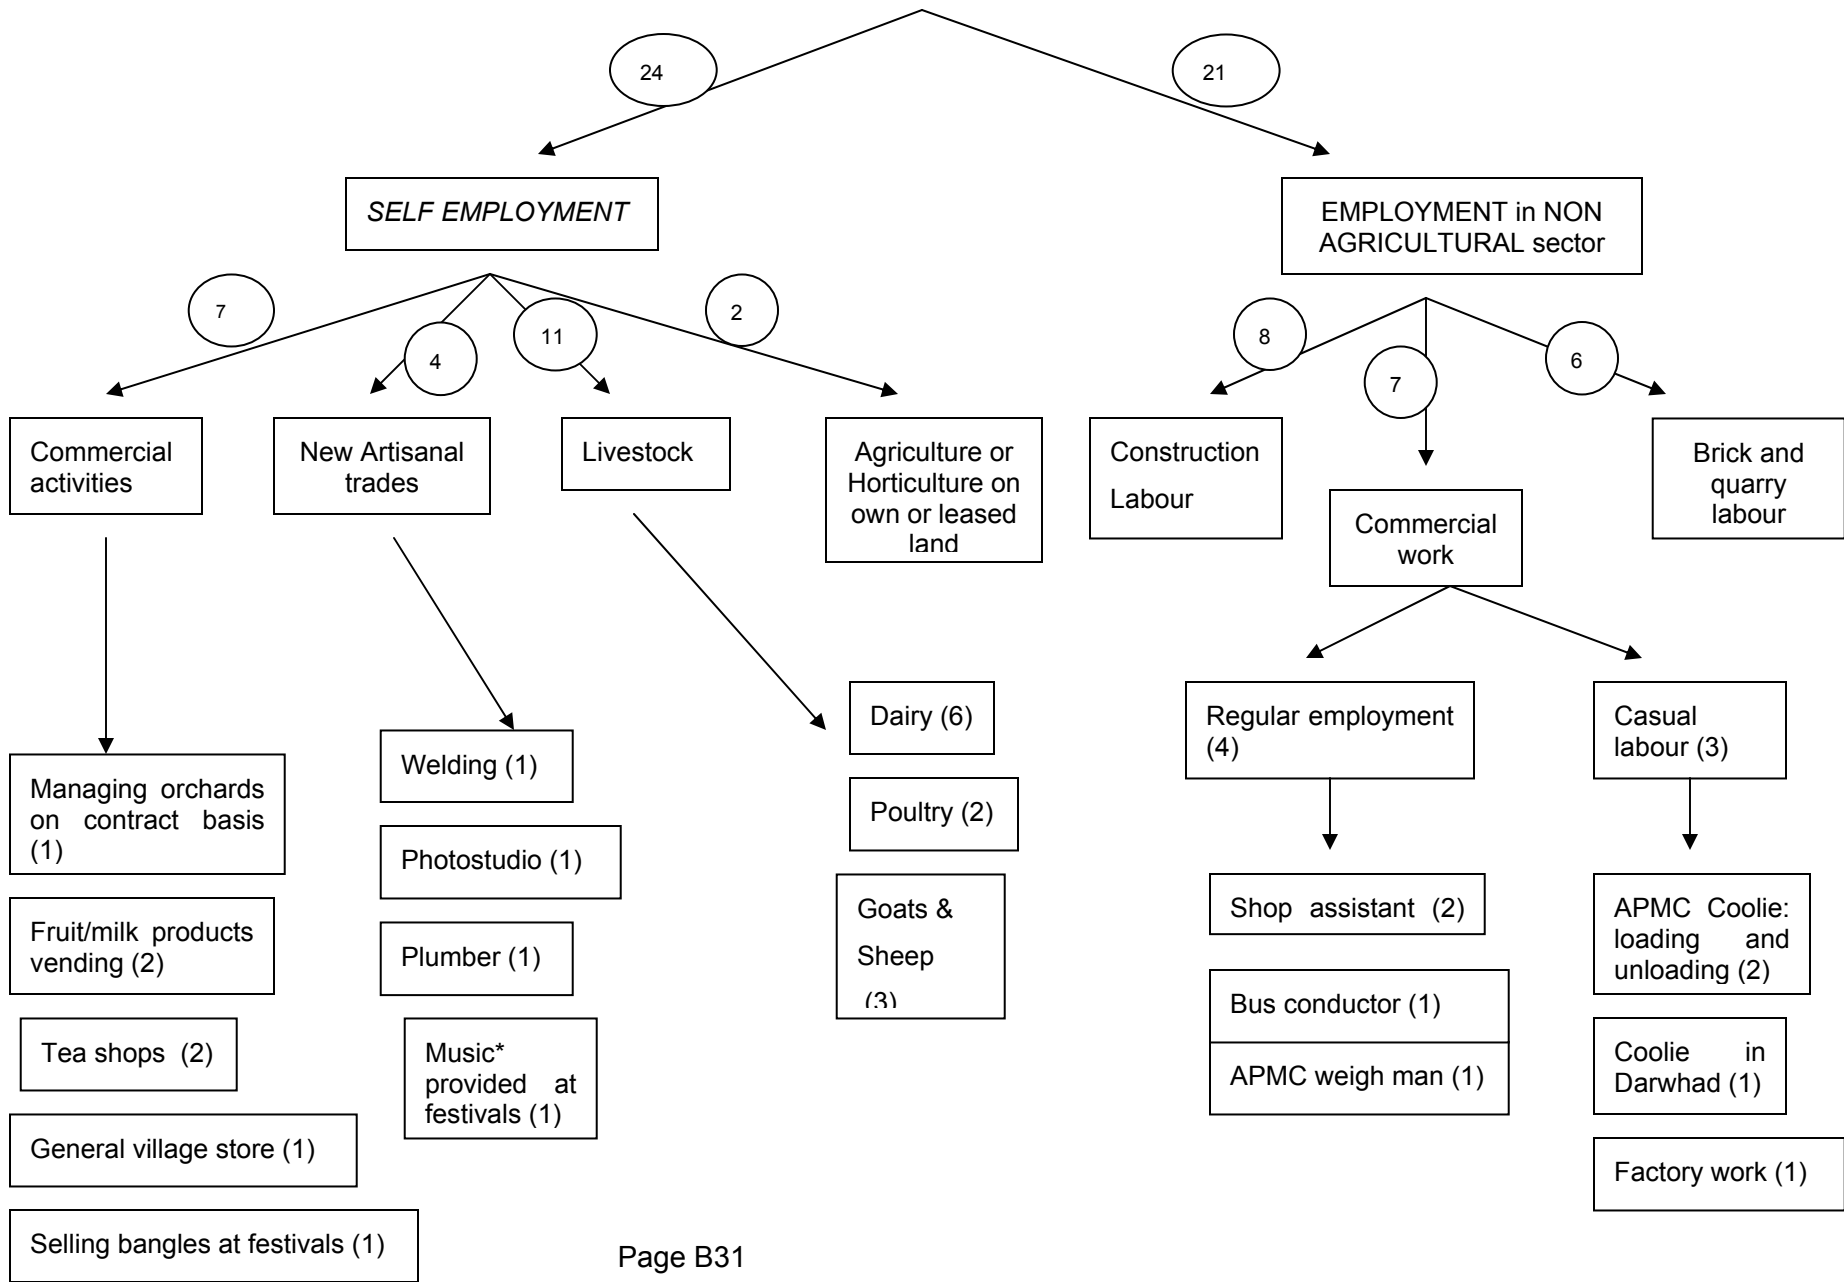 24
21
SELF EMPLOYMENT
EMPLOYMENT in NON
AGRICULTURAL sector
7
4
11
2
8
7
6
Commercial
activities
New Artisanal
trades
Livestock
Agriculture or
Horticulture on
own or leased
land
Construction
Labour
Commercial
work
Brick and
quarry
labour
Managing orchards
on contract basis
(1)
Fruit/milk products
vending (2)
Tea shops (2)
General village store (1)
Selling bangles at festivals (1)
Welding (1)
Photostudio (1)
Plumber (1)
Music*
provided at
festivals (1)
Dairy (6)
Poultry (2)
Goats &
Sheep
(3)
Regular employment
(4)
Shop assistant (2)
Bus conductor (1)
APMC weigh man (1)
Casual
labour (3)
APMC Coolie:
loading and
unloading (2)
Coolie in
Darwhad (1)
Factory work (1)
Page B31